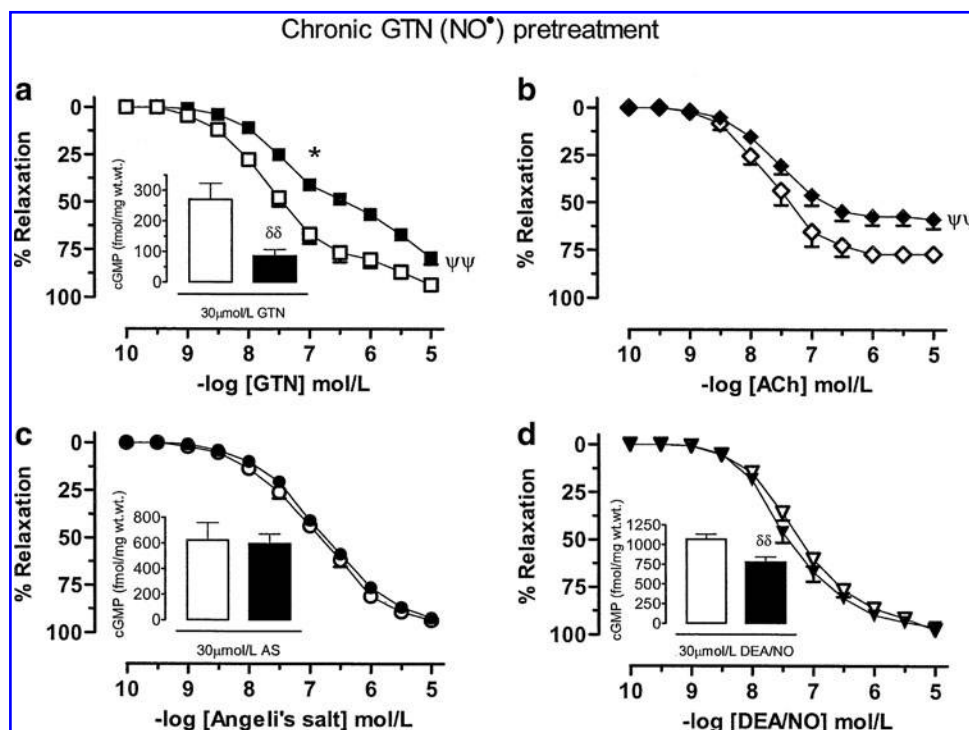 Chronic GTN (NO•) pretreatment
a
% Relaxation
0
25
50
75
100
cGMP (fmol/mg wt.wt.)
300
200
100
0
δδ
30µmol/L GTN
*
ψψ
10 9 8 7 6 5
-log [GTN] mol/L
b
% Relaxation
0
25
50
75
100
ψψ
10 9 8 7 6 5
-log [ACh] mol/L
c
% Relaxation
0
25
50
75
100
cGMP (fmol/mg wt.wt.)
800
600
400
200
0
30µmol/L AS
10 9 8 7 6 5
-log [Angeli's salt] mol/L
d
% Relaxation
0
25
50
75
100
cGMP (fmol/mg wt.wt.)
1250
1000
750
500
250
0
δδ
30µmol/L DEA/NO
10 9 8 7 6 5
-log [DEA/NO] mol/L